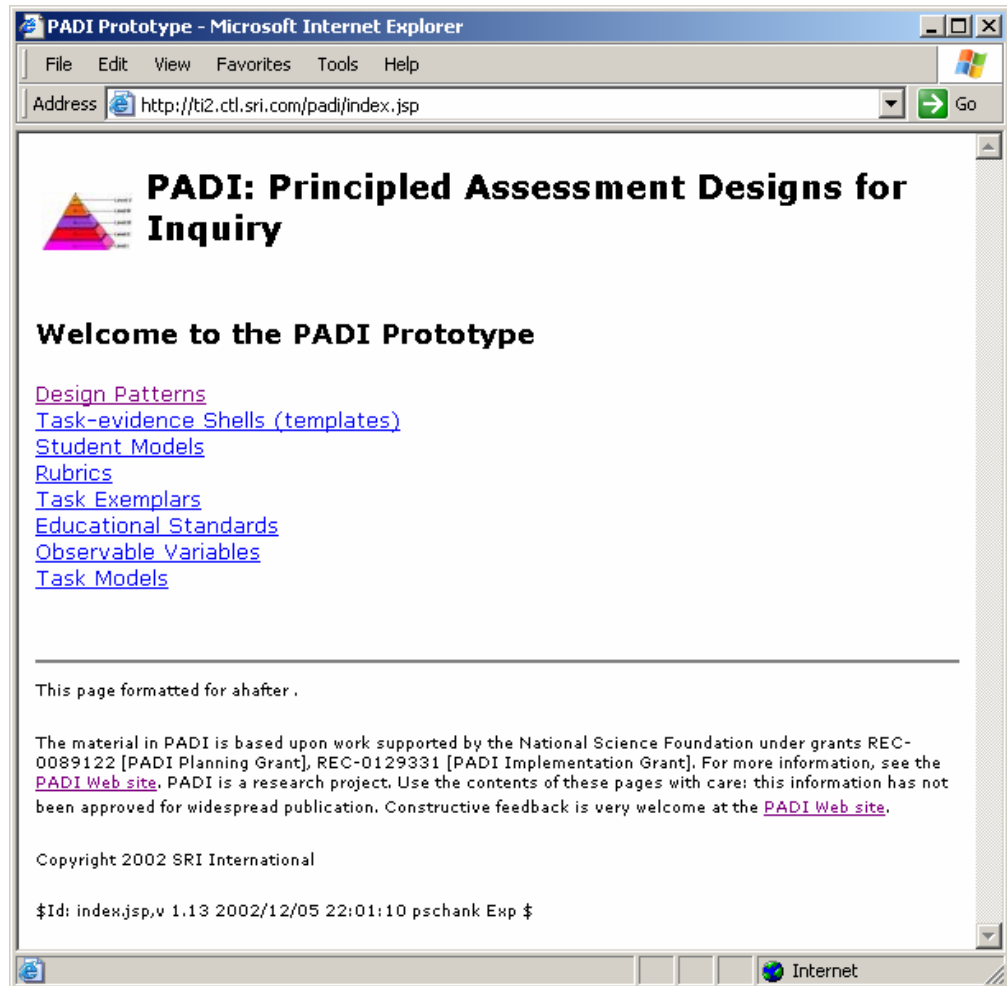 PADI Prototype - Microsoft Internet Explorer
File Edit View Favorites Tools Help
Address http://ti2.ctl.sri.com/padi/index.jsp Go
PADI: Principled Assessment Designs for
Inquiry
Welcome to the PADI Prototype
Design Patterns
Task-evidence Shells (templates)
Student Models
Rubrics
Task Exemplars
Educational Standards
Observable Variables
Task Models
This page formatted for ahafter .
The material in PADI is based upon work supported by the National Science Foundation under grants REC-
0089122 [PADI Planning Grant], REC-0129331 [PADI Implementation Grant]. For more information, see the
PADI Web site. PADI is a research project. Use the contents of these pages with care: this information has not
been approved for widespread publication. Constructive feedback is very welcome at the PADI Web site.
Copyright 2002 SRI International
$Id: index.jsp,v 1.13 2002/12/05 22:01:10 pschank Exp $
Internet